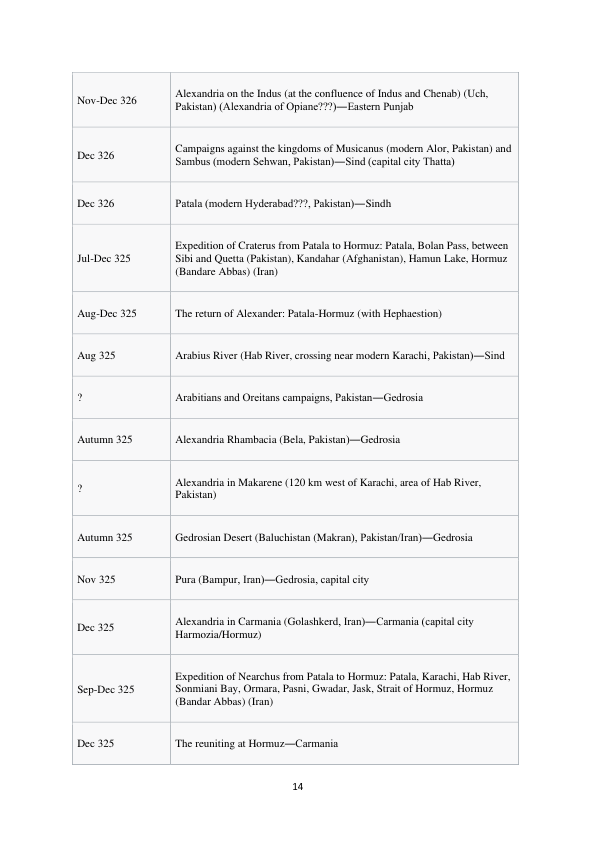 Nov-Dec 326
Alexandria on the Indus (at the confluence of Indus and Chenab) (Uch,
Pakistan) (Alexandria of Opiane???)—Eastern Punjab
Dec 326
Campaigns against the kingdoms of Musicanus (modern Alor, Pakistan) and
Sambus (modern Sehwan, Pakistan)—Sind (capital city Thatta)
Dec 326
Patala (modern Hyderabad???, Pakistan)—Sindh
Jul-Dec 325
Expedition of Craterus from Patala to Hormuz: Patala, Bolan Pass, between
Sibi and Quetta (Pakistan), Kandahar (Afghanistan), Hamun Lake, Hormuz
(Bandare Abbas) (Iran)
Aug-Dec 325
The return of Alexander: Patala-Hormuz (with Hephaestion)
Aug 325
Arabius River (Hab River, crossing near modern Karachi, Pakistan)—Sind
?
Arabitians and Oreitans campaigns, Pakistan—Gedrosia
Autumn 325
Alexandria Rhambacia (Bela, Pakistan)—Gedrosia
?
Alexandria in Makarene (120 km west of Karachi, area of Hab River,
Pakistan)
Autumn 325
Gedrosian Desert (Baluchistan (Makran), Pakistan/Iran)—Gedrosia
Nov 325
Pura (Bampur, Iran)—Gedrosia, capital city
Dec 325
Alexandria in Carmania (Golashkerd, Iran)—Carmania (capital city
Harmozia/Hormuz)
Sep-Dec 325
Expedition of Nearchus from Patala to Hormuz: Patala, Karachi, Hab River,
Sonmiani Bay, Ormara, Pasni, Gwadar, Jask, Strait of Hormuz, Hormuz
(Bandar Abbas) (Iran)
Dec 325
The reuniting at Hormuz—Carmania
14